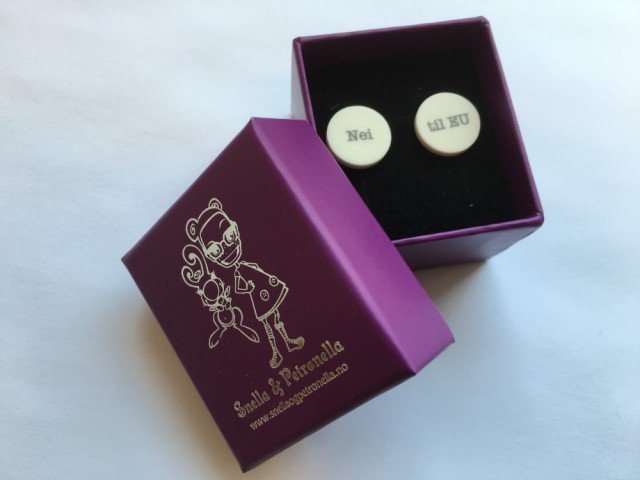 Nei
til EU
Snella & Petronella
www.snellaogpetronella.no